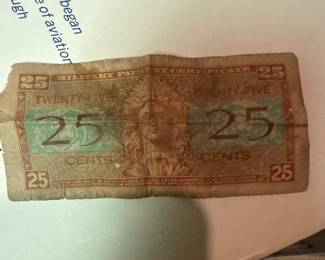 began
e of aviation
ugh
25 MILITARY PAYMENT CERTIFICATE 25
TWENTY-FIVE TWENTY-FIVE
25 25
CENTS CENTS
25 25